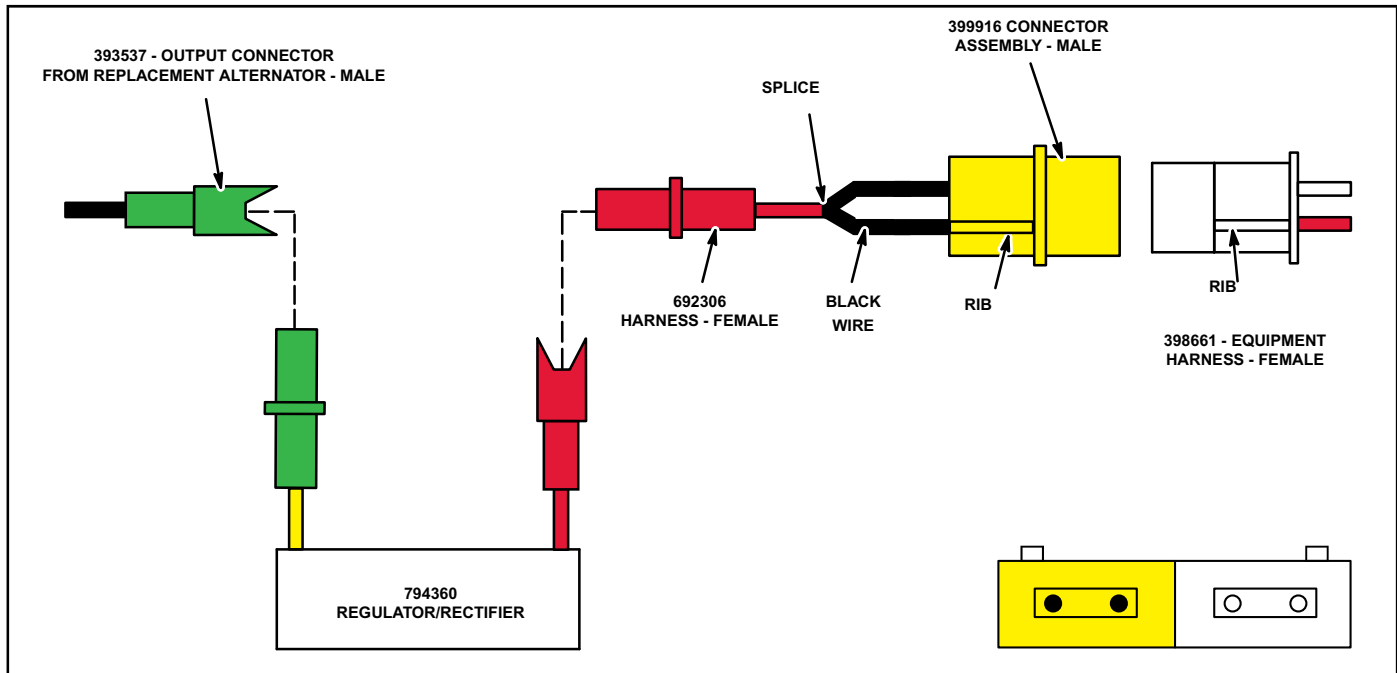 393537 - OUTPUT CONNECTOR
FROM REPLACEMENT ALTERNATOR - MALE
SPLICE
399916 CONNECTOR
ASSEMBLY - MALE
692306
HARNESS - FEMALE
BLACK
WIRE
RIB
RIB
398661 - EQUIPMENT
HARNESS - FEMALE
794360
REGULATOR/RECTIFIER